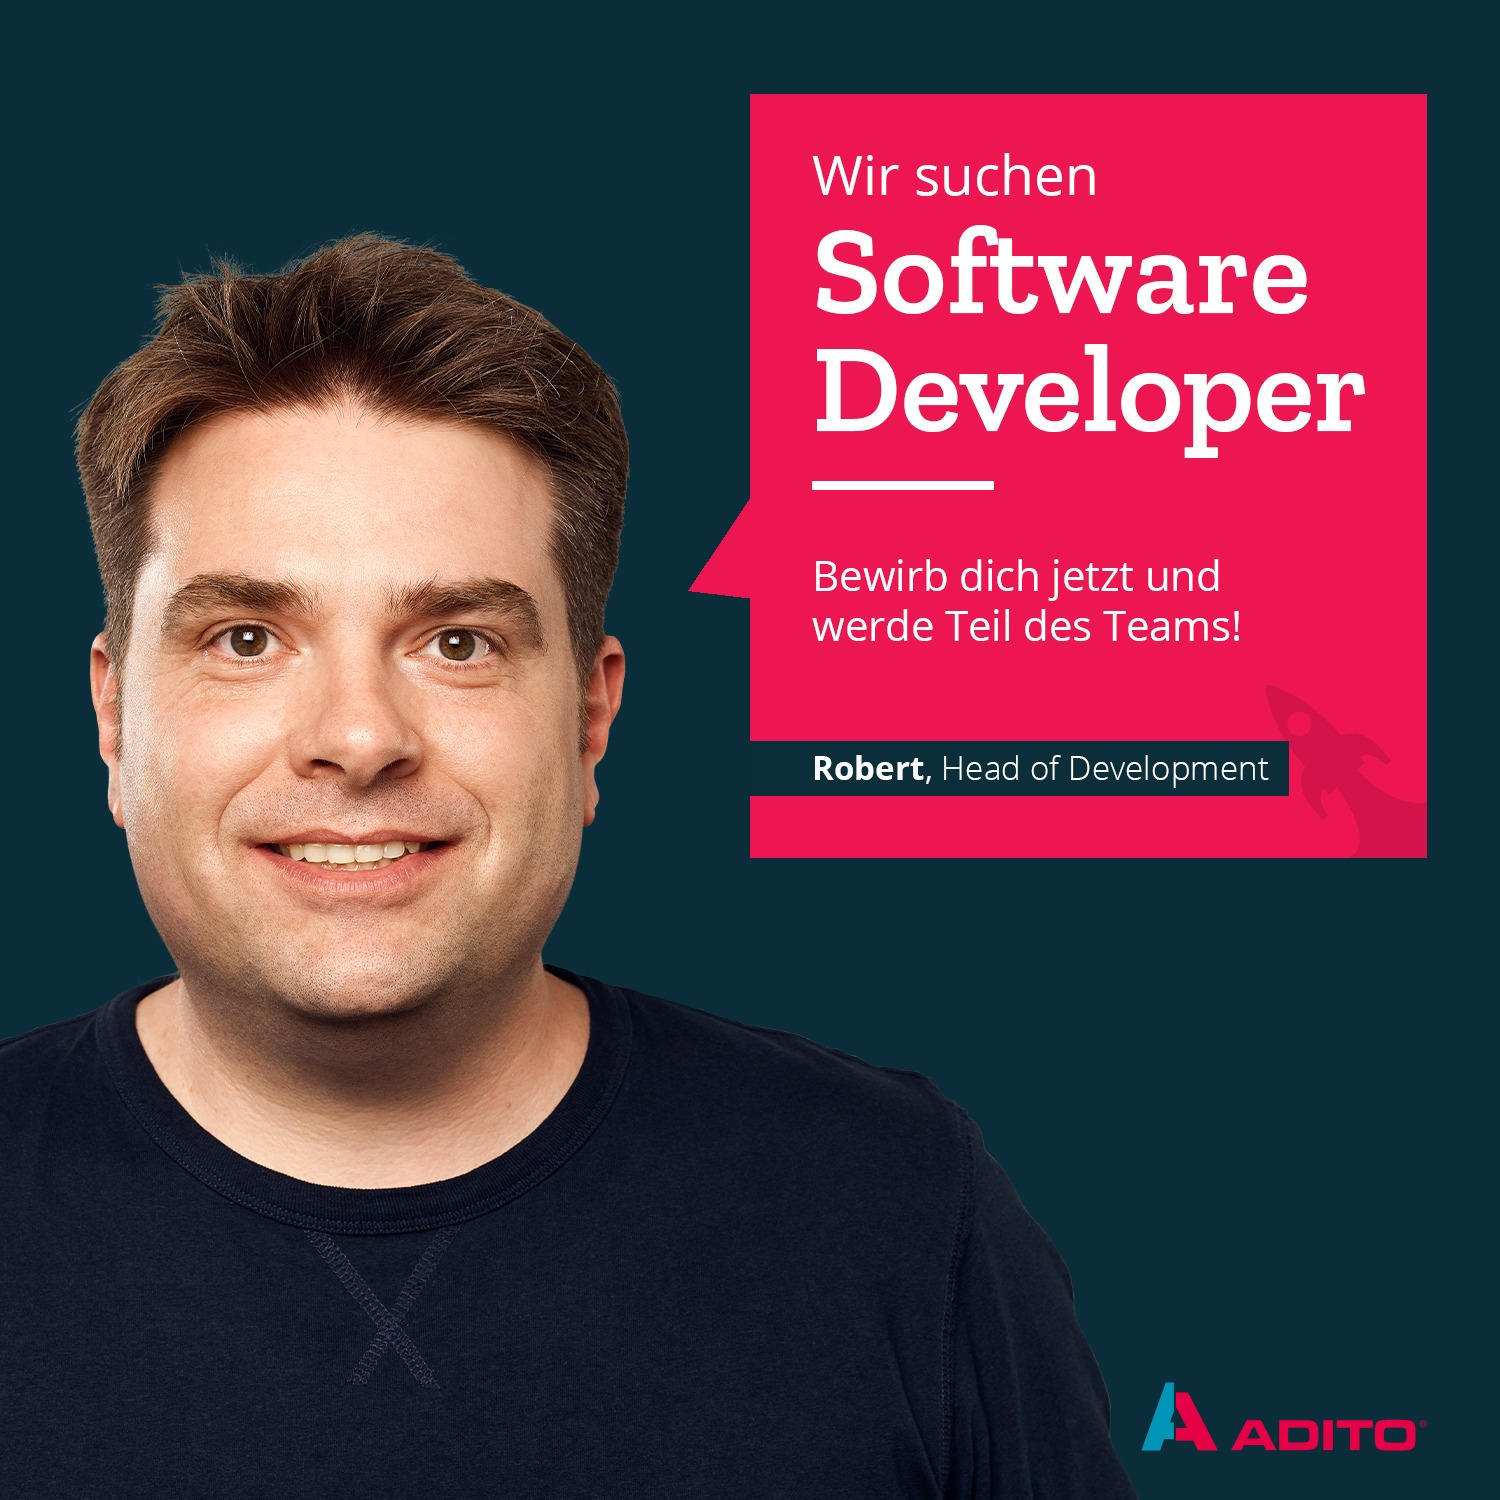 Wir suchen
Software
Developer
Bewirb dich jetzt und
werde Teil des Teams!
Robert, Head of Development
ADITO®